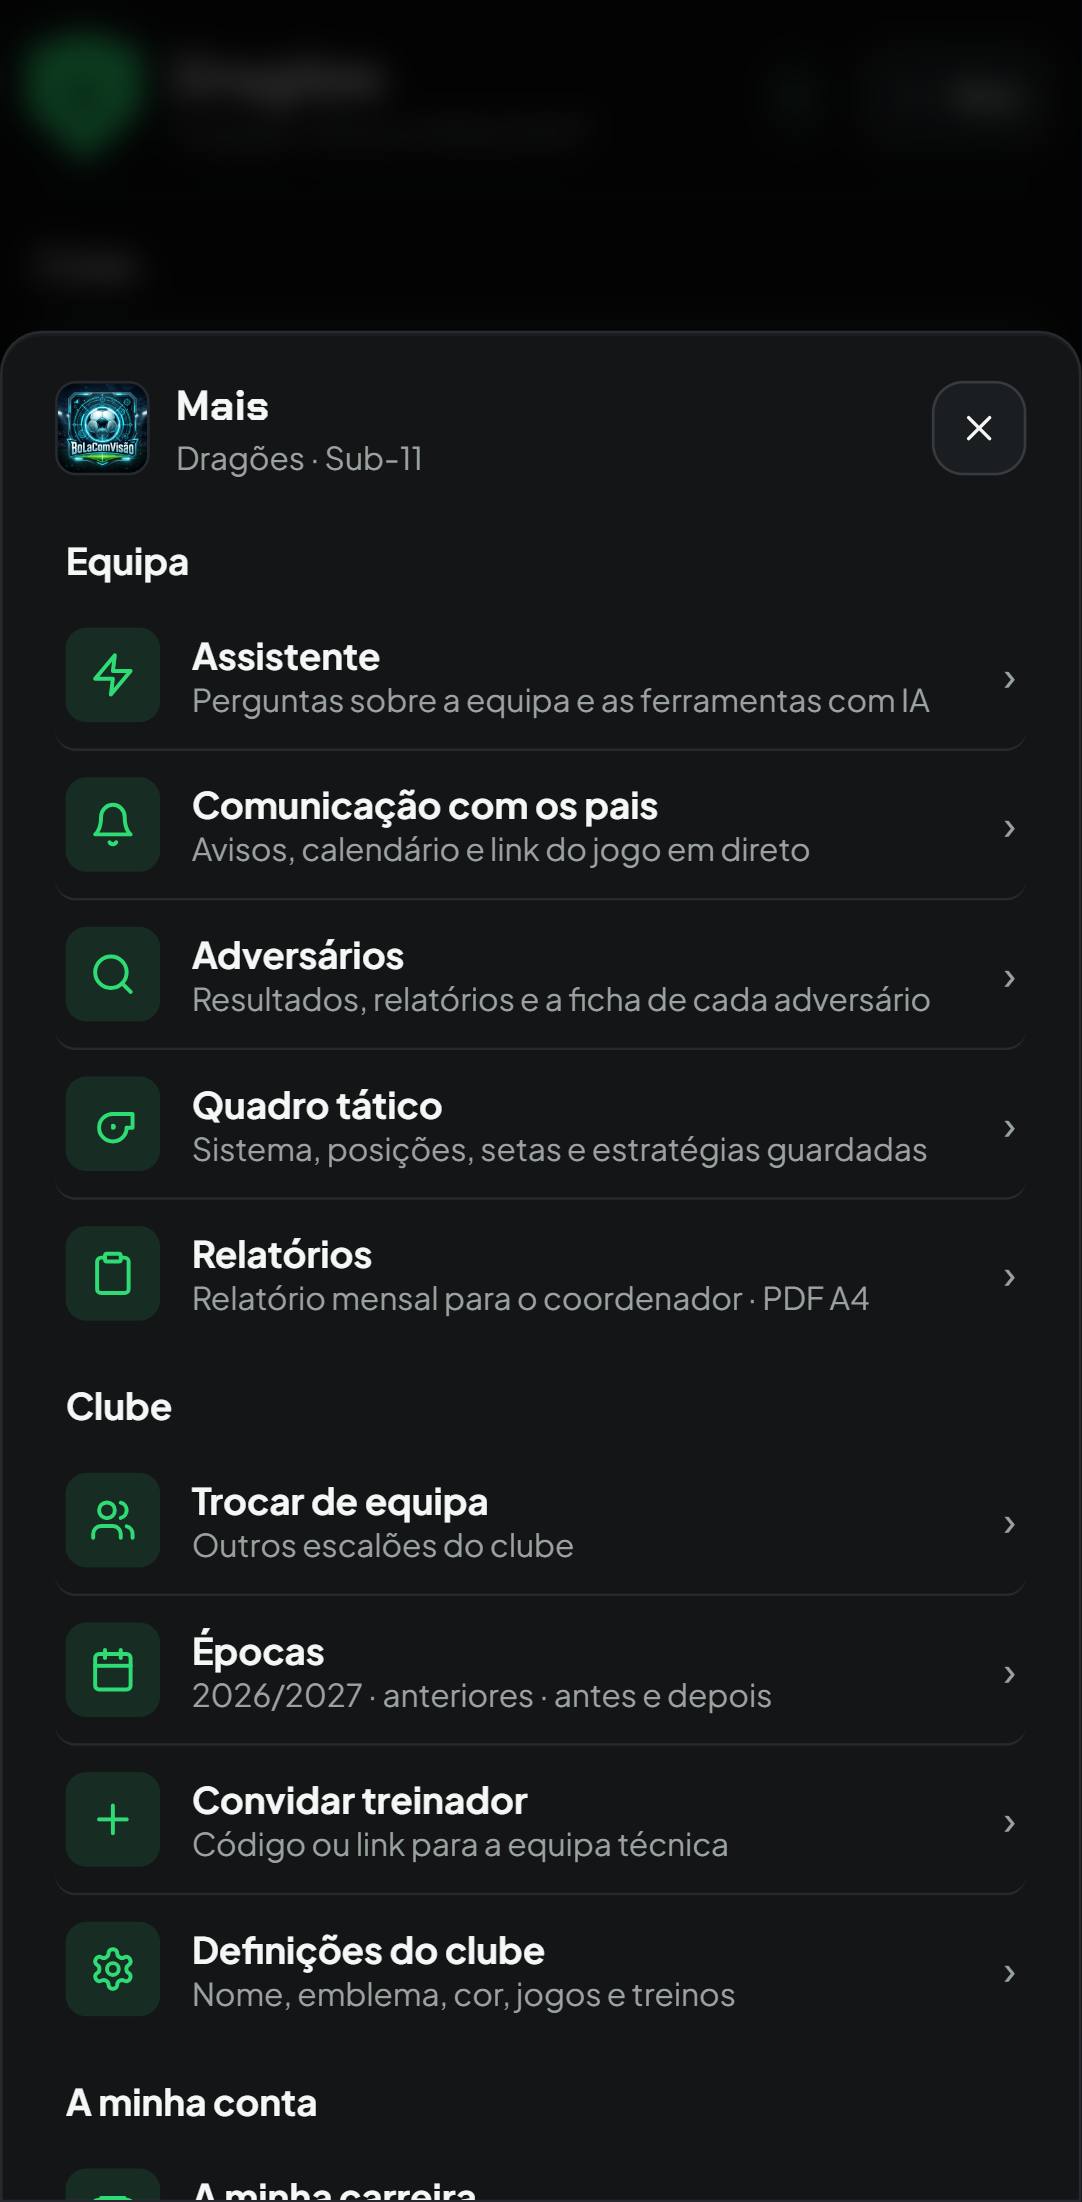 Mais
Dragões · Sub-11
BoLaComVisão
Equipa
Assistente
Perguntas sobre a equipa e as ferramentas com IA
Comunicação com os pais
Avisos, calendário e link do jogo em direto
Adversários
Resultados, relatórios e a ficha de cada adversário
Quadro tático
Sistema, posições, setas e estratégias guardadas
Relatórios
Relatório mensal para o coordenador · PDF A4
Clube
Trocar de equipa
Outros escalões do clube
Épocas
2026/2027 · anteriores · antes e depois
Convidar treinador
Código ou link para a equipa técnica
Definições do clube
Nome, emblema, cor, jogos e treinos
A minha conta
A minha carreira